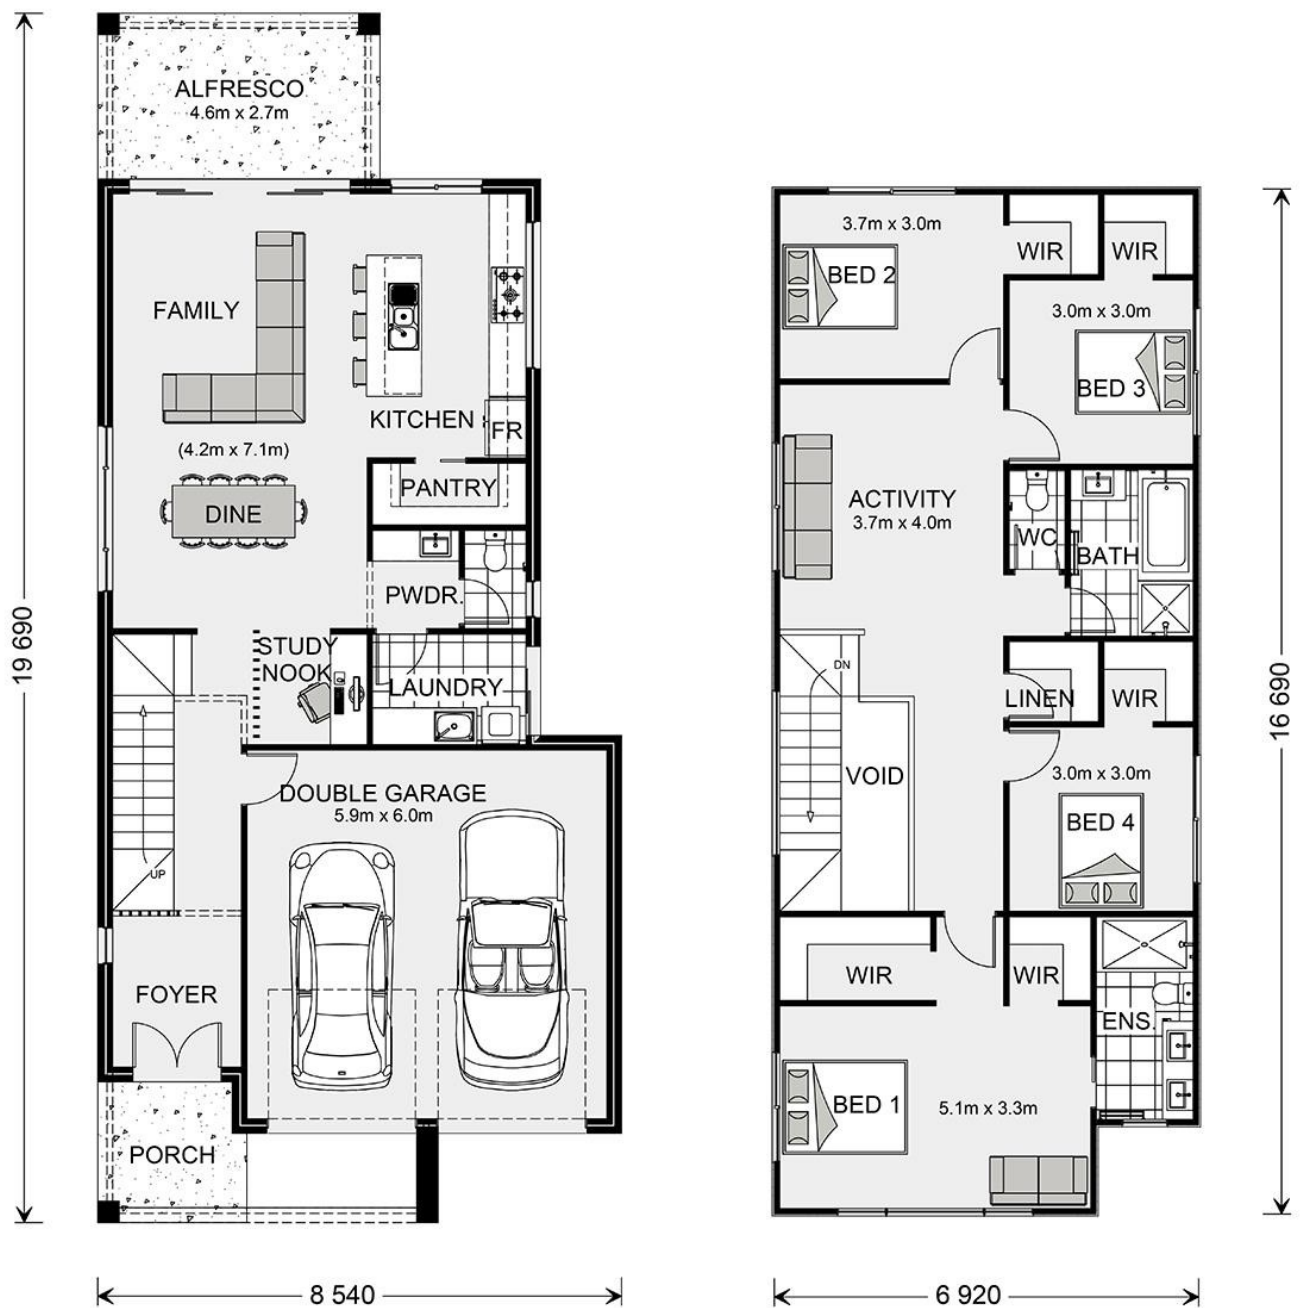 ALFRESCO
4.6m x 2.7m
FAMILY
KITCHEN
FR
(4.2m x 7.1m)
PANTRY
DINE
PWDR.
STUDY
NOOK
LAUNDRY
DOUBLE GARAGE
5.9m x 6.0m
UP
FOYER
PORCH
19 690
8 540
3.7m x 3.0m
BED 2
WIR
WIR
3.0m x 3.0m
BED 3
ACTIVITY
3.7m x 4.0m
WC
BATH
DN
LINEN
WIR
VOID
3.0m x 3.0m
BED 4
WIR
WIR
ENS.
BED 1
5.1m x 3.3m
16 690
6 920